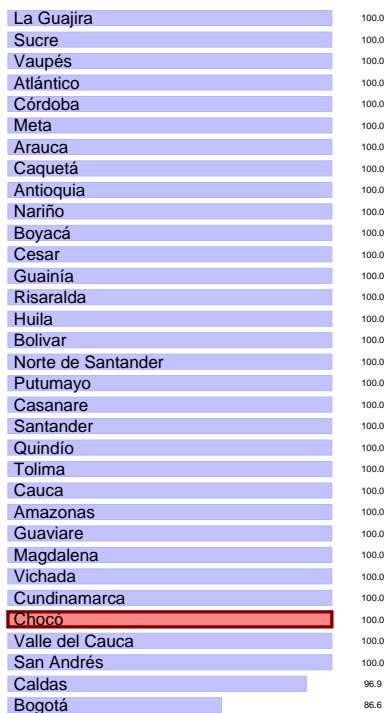 La Guajira 100.0
Sucre 100.0
Vaupés 100.0
Atlántico 100.0
Córdoba 100.0
Meta 100.0
Arauca 100.0
Caquetá 100.0
Antioquia 100.0
Nariño 100.0
Boyacá 100.0
Cesar 100.0
Guainía 100.0
Risaralda 100.0
Huila 100.0
Bolivar 100.0
Norte de Santander 100.0
Putumayo 100.0
Casanare 100.0
Santander 100.0
Quindío 100.0
Tolima 100.0
Cauca 100.0
Amazonas 100.0
Guaviare 100.0
Magdalena 100.0
Vichada 100.0
Cundinamarca 100.0
Chocó 100.0
Valle del Cauca 100.0
San Andrés 100.0
Caldas 96.9
Bogotá 86.6